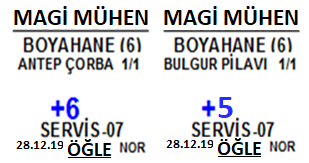 MAGİ MÜHEN
BOYAHANE (6)
ANTEP ÇORBA 1/1
+6
SERVİS-07
28.12.19 ÖĞLE NOR
MAGİ MÜHEN
BOYAHANE (6)
BULGUR PİLAVI 1/1
+5
SERVİS-07
28.12.19 ÖĞLE NOR